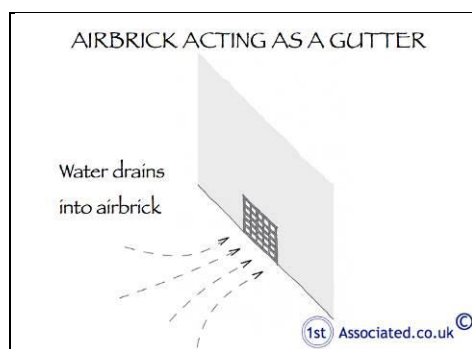 AIRBRICK ACTING AS A GUTTER
Water drains
into airbrick
1st Associated.co.uk ©